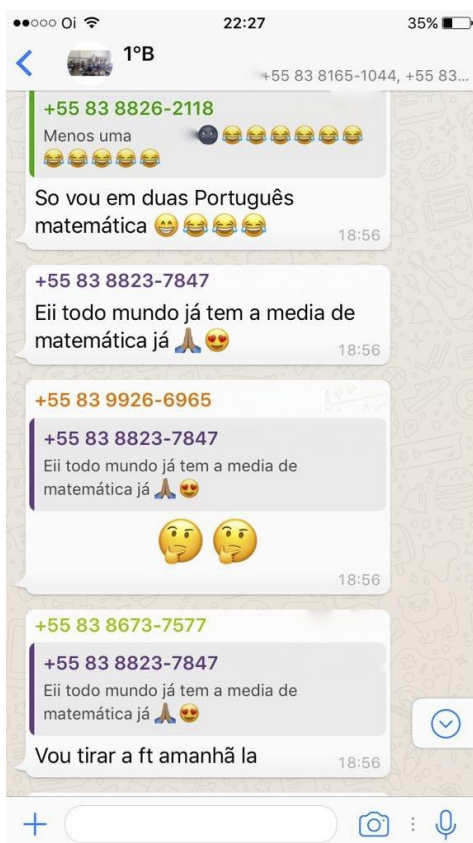 Oi 22:27 35%
1°B
+55 83 8165-1044, +55 83...
+55 83 8826-2118
Menos uma 🌚😂😂😂😂😂😂
😂😂😂😂😂
So vou em duas Português
matemática 😁😂😂😂
18:56
+55 83 8823-7847
Eii todo mundo já tem a media de
matemática já 🙏🏽😍
18:56
+55 83 9926-6965
+55 83 8823-7847
Eii todo mundo já tem a media de
matemática já 🙏🏽😍
🤔🤔
18:56
+55 83 8673-7577
+55 83 8823-7847
Eii todo mundo já tem a media de
matemática já 🙏🏽😍
Vou tirar a ft amanhã la
18:56